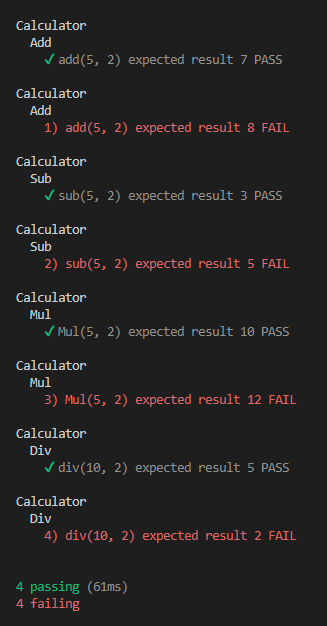 Calculator
Add
✓ add(5, 2) expected result 7 PASS
Calculator
Add
1) add(5, 2) expected result 8 FAIL
Calculator
Sub
✓ sub(5, 2) expected result 3 PASS
Calculator
Sub
2) sub(5, 2) expected result 5 FAIL
Calculator
Mul
✓ Mul(5, 2) expected result 10 PASS
Calculator
Mul
3) Mul(5, 2) expected result 12 FAIL
Calculator
Div
✓ div(10, 2) expected result 5 PASS
Calculator
Div
4) div(10, 2) expected result 2 FAIL
4 passing (61ms)
4 failing